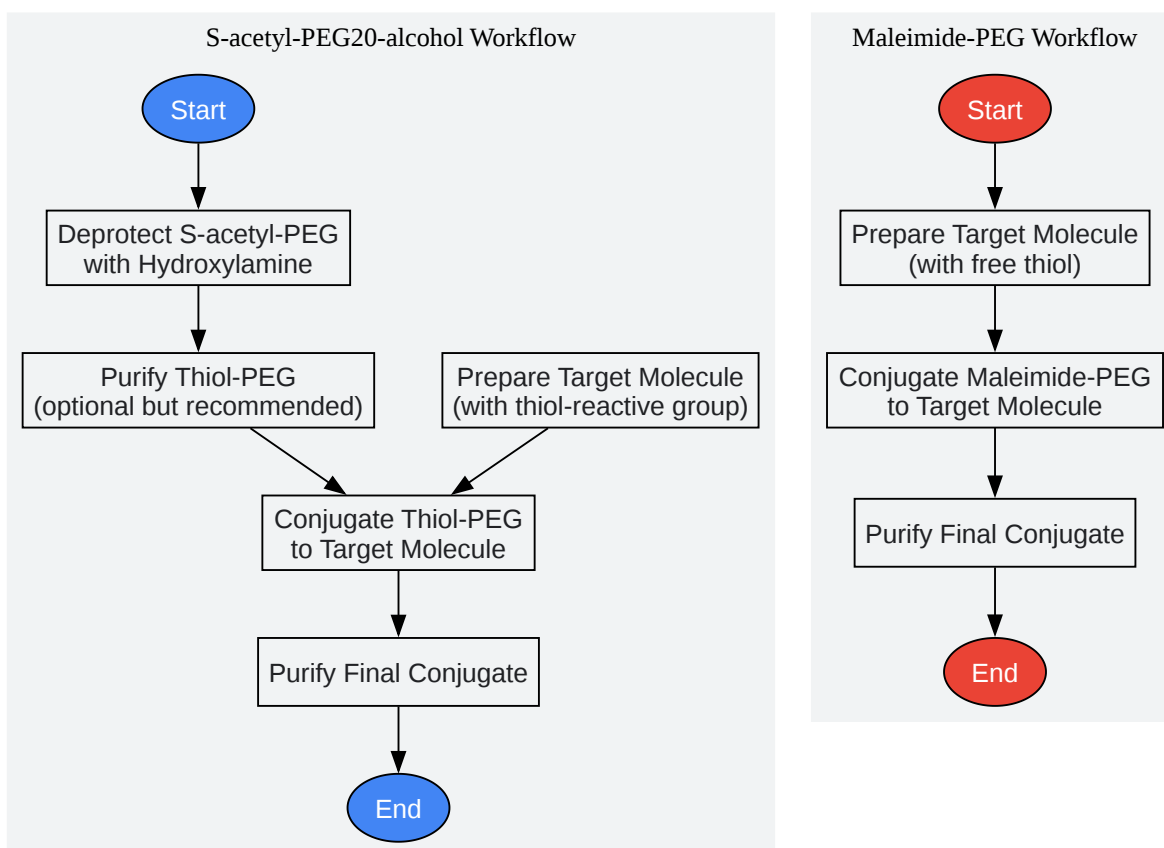 S-acetyl-PEG20-alcohol Workflow
Start
Deprotect S-acetyl-PEG
with Hydroxylamine
Purify Thiol-PEG
(optional but recommended)
Prepare Target Molecule
(with thiol-reactive group)
Conjugate Thiol-PEG
to Target Molecule
Purify Final Conjugate
End
Maleimide-PEG Workflow
Start
Prepare Target Molecule
(with free thiol)
Conjugate Maleimide-PEG
to Target Molecule
Purify Final Conjugate
End